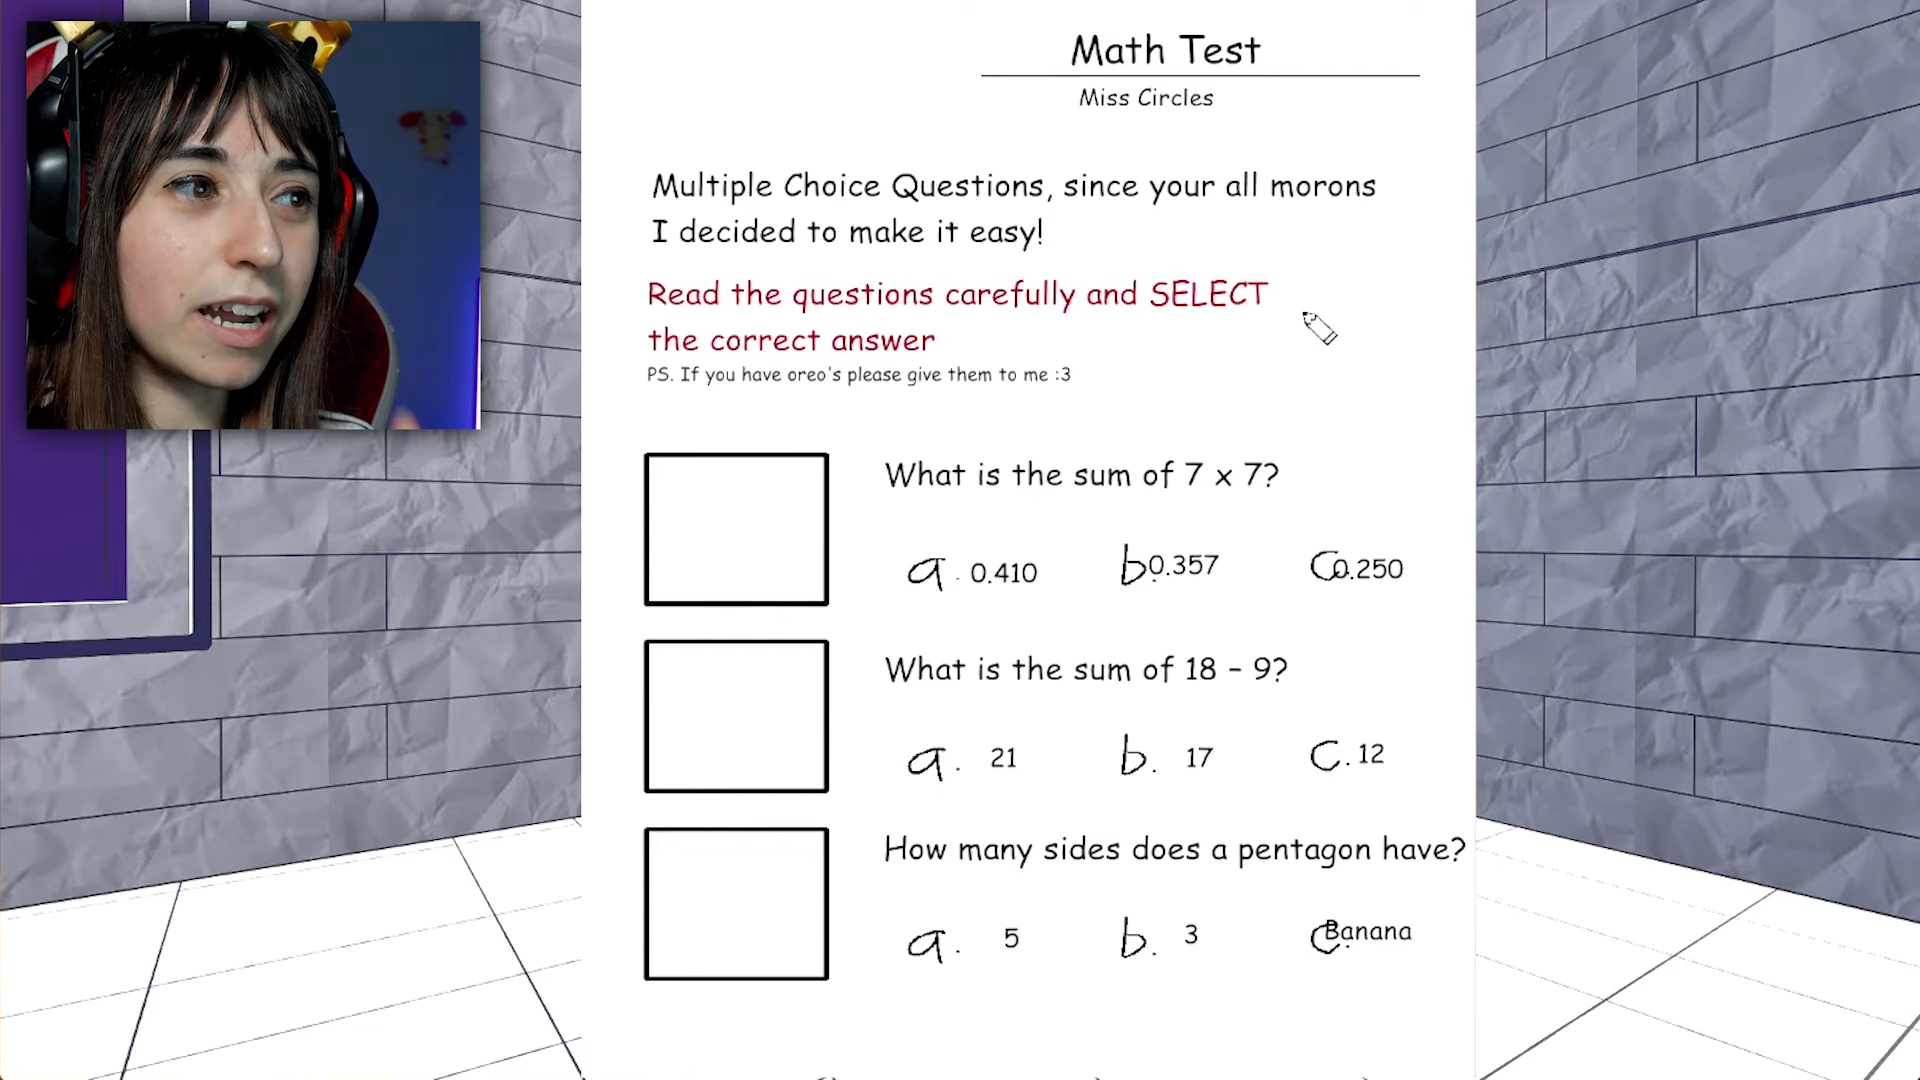 Math Test
Miss Circles
Multiple Choice Questions, since your all morons
I decided to make it easy!
Read the questions carefully and SELECT
the correct answer
PS. If you have oreo's please give them to me :3
What is the sum of 7 x 7?
a. 0.410 b. 0.357 C. 0.250
What is the sum of 18 - 9?
a. 21 b. 17 C. 12
How many sides does a pentagon have?
a. 5 b. 3 C. Banana